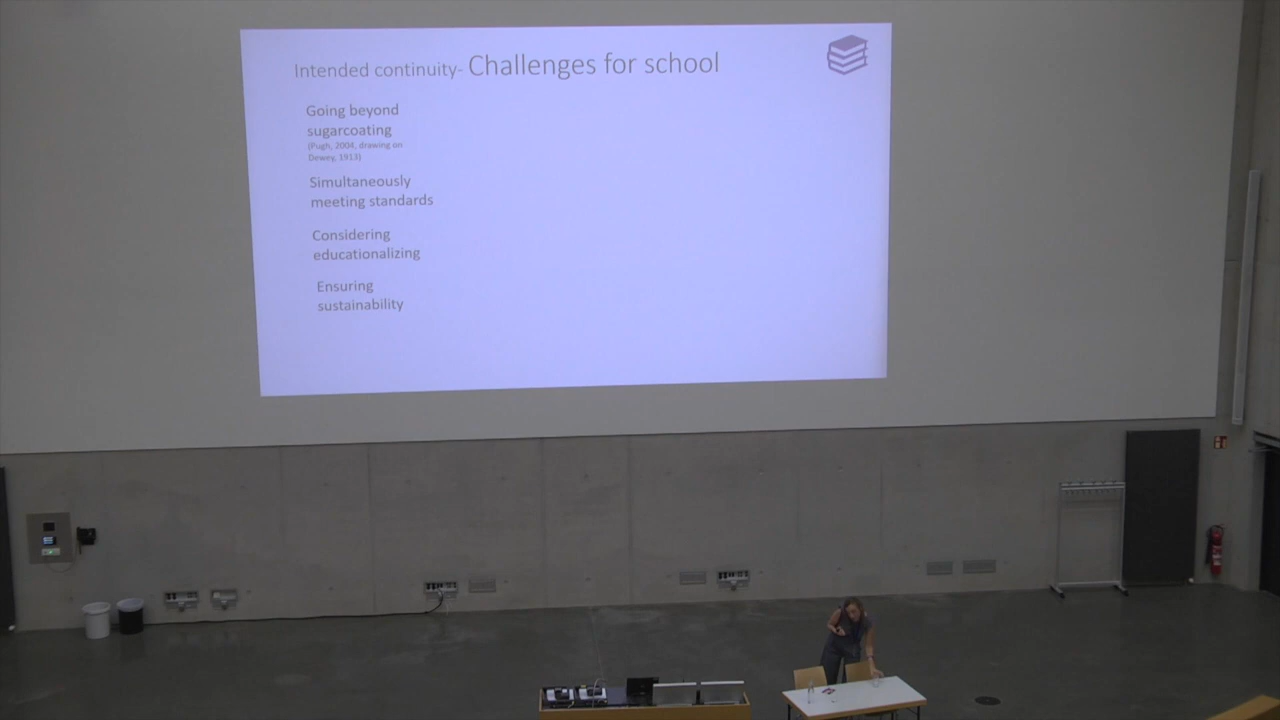 Intended continuity- Challenges for school
Going beyond
sugarcoating
(Pugh, 2004, drawing on
Dewey, 1913)
Simultaneously
meeting standards
Considering
educationalizing
Ensuring
sustainability